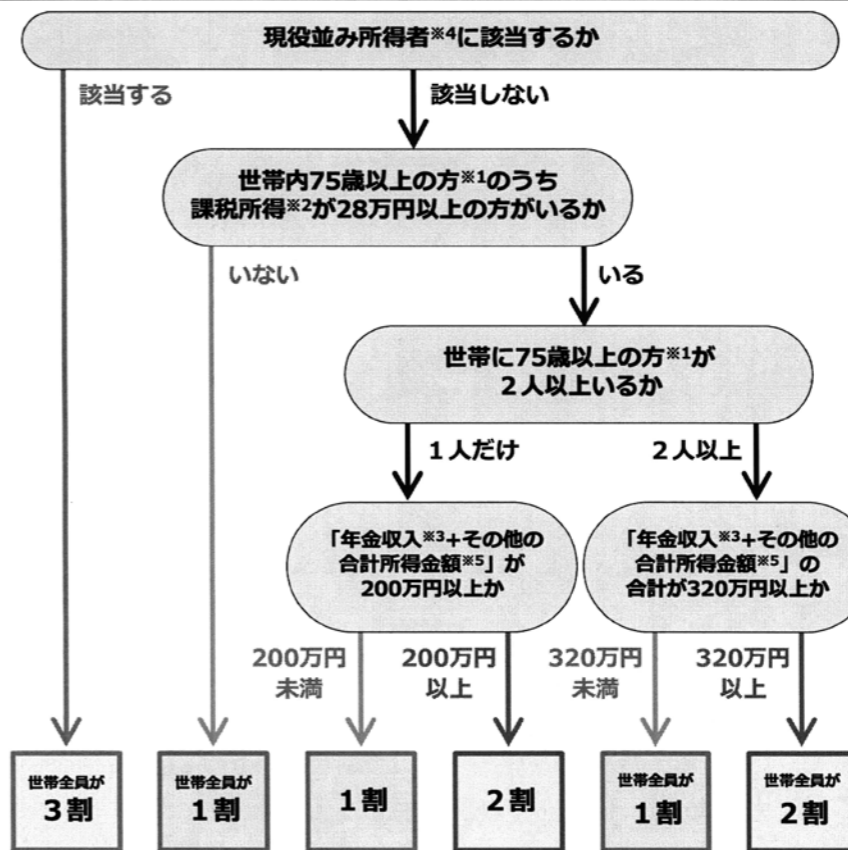 現役並み所得者※4に該当するか
該当する
該当しない
世帯内75歳以上の方※1のうち
課税所得※2が28万円以上の方がいるか
いない
いる
世帯に75歳以上の方※1が
２人以上いるか
１人だけ
２人以上
「年金収入※3+その他の
合計所得金額※5」が
200万円以上か
「年金収入※3+その他の
合計所得金額※5」の
合計が320万円以上か
200万円
未満
200万円
以上
320万円
未満
320万円
以上
世帯全員が
３割
世帯全員が
１割
１割
２割
世帯全員が
１割
世帯全員が
２割